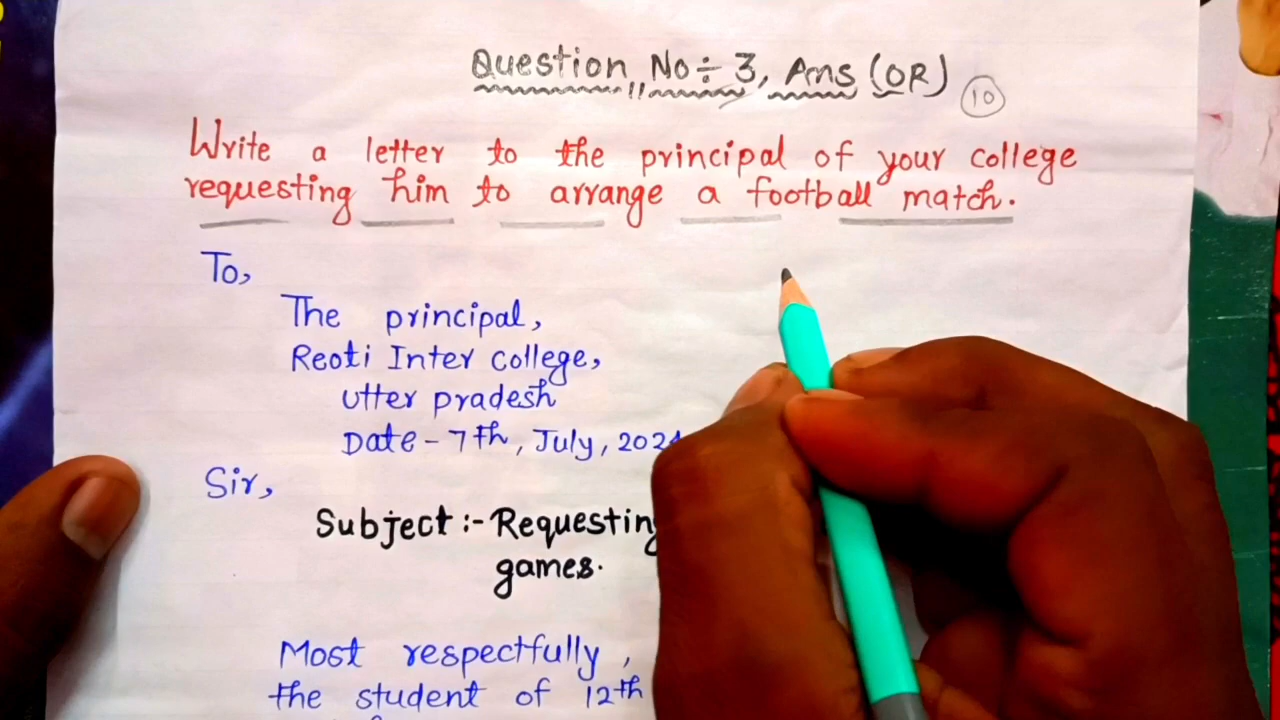 Question No÷ 3, Ans (OR) 10
Write a letter to the principal of your college
requesting him to arrange a football match.
To,
The principal,
Reoti Inter college,
Utter pradesh
Date - 7th, July, 202
Sir,
Subject :- Requesting
games.
Most respectfully,
the student of 12th